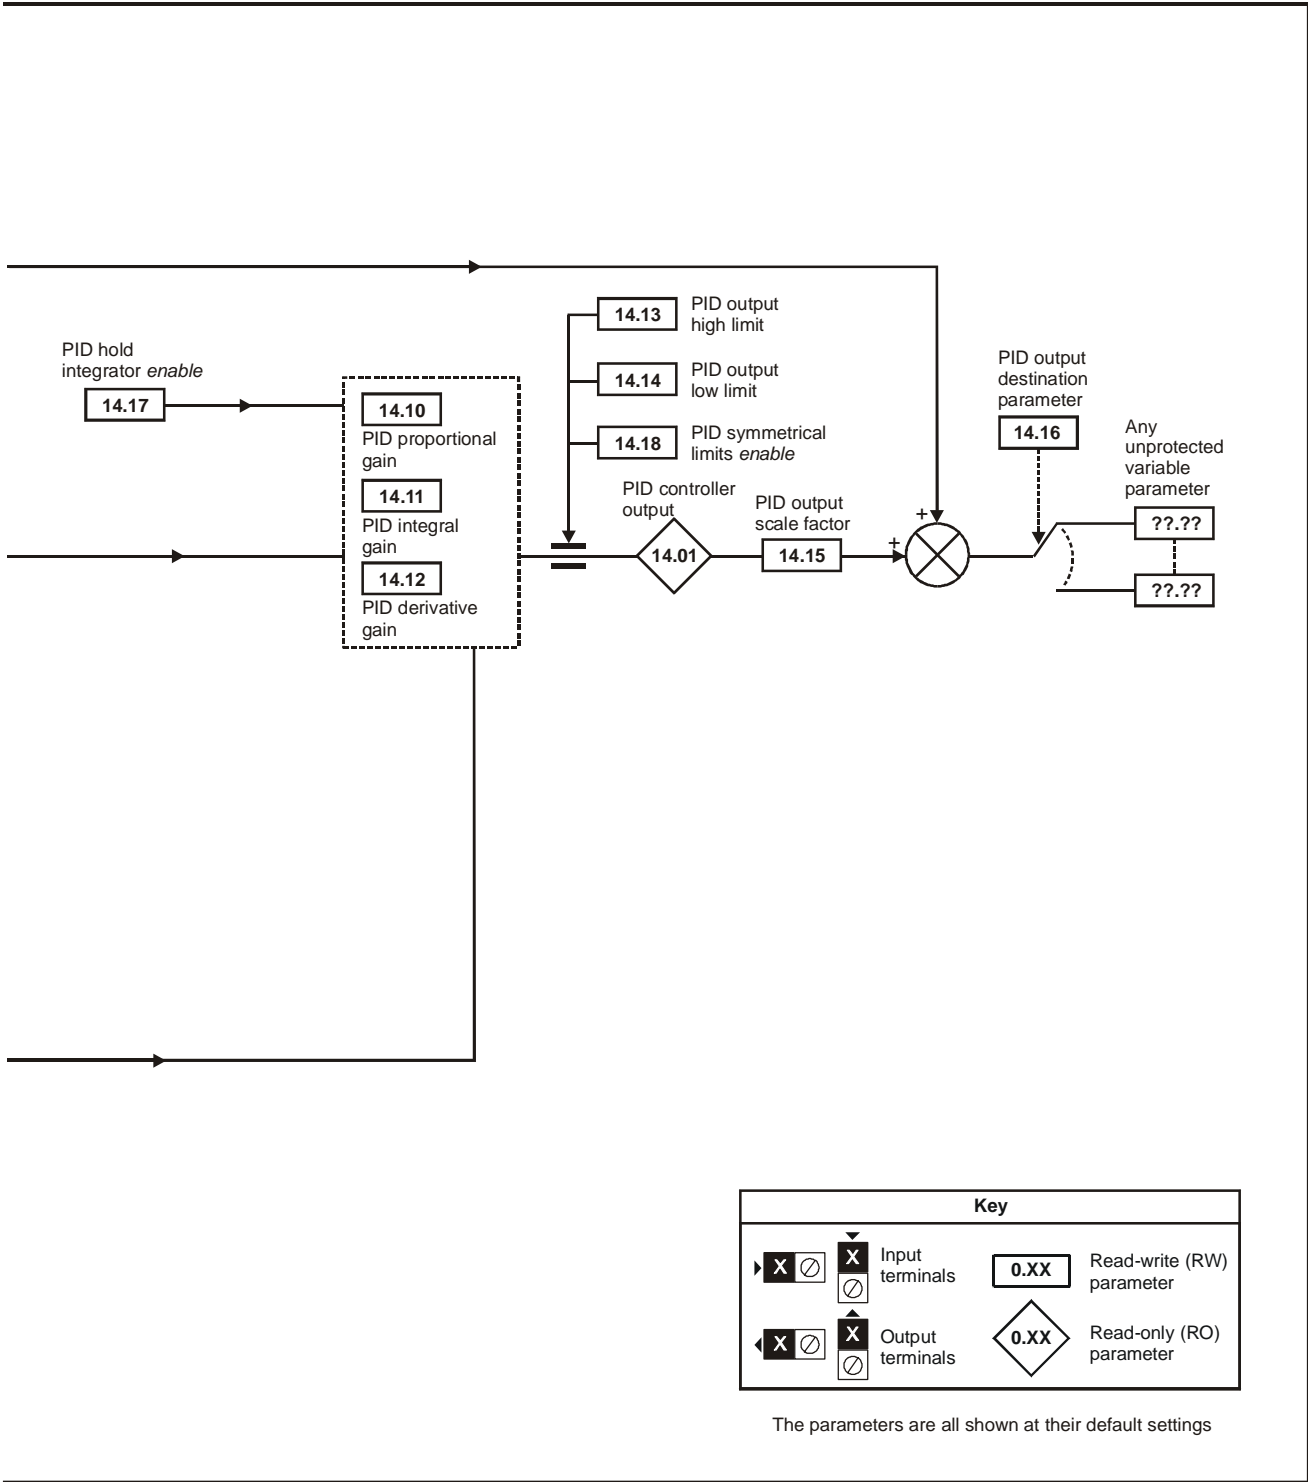 PID hold
integrator enable
14.17
14.10
PID proportional
gain
14.11
PID integral
gain
14.12
PID derivative
gain
14.13
PID output
high limit
14.14
PID output
low limit
14.18
PID symmetrical
limits enable
PID controller
output
14.01
PID output
scale factor
14.15
+
+
PID output
destination
parameter
14.16
Any
unprotected
variable
parameter
??.??
??.??
Key
X
X
Input
terminals
0.XX
Read-write (RW)
parameter
X
X
Output
terminals
0.XX
Read-only (RO)
parameter
The parameters are all shown at their default settings